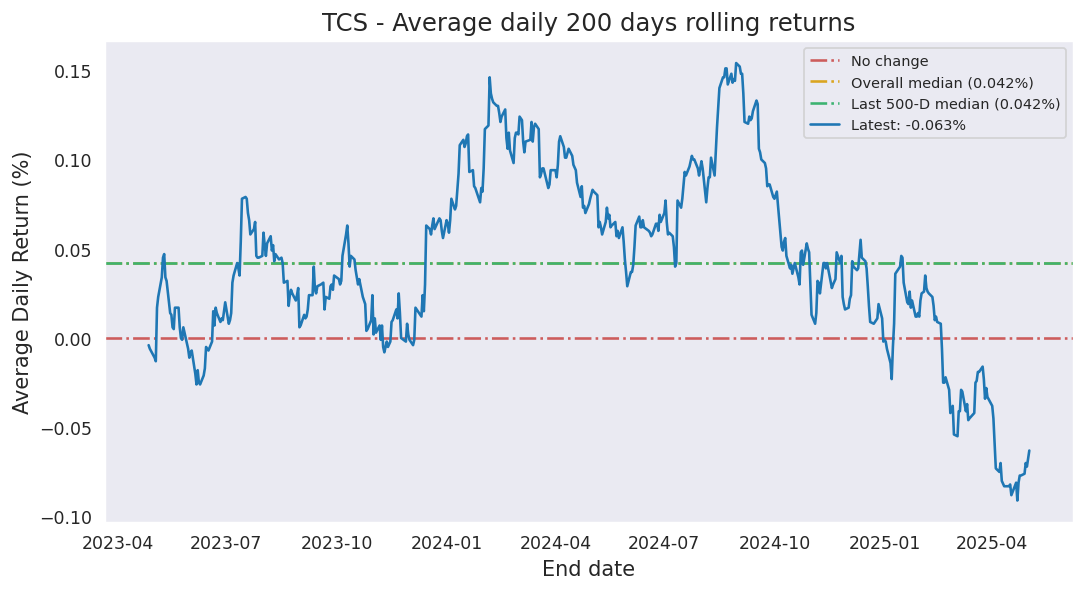 TCS - Average daily 200 days rolling returns
No change
Overall median (0.042%)
Last 500-D median (0.042%)
Latest: -0.063%
Average Daily Return (%)
0.15
0.10
0.05
0.00
−0.05
−0.10
2023-04 2023-07 2023-10 2024-01 2024-04 2024-07 2024-10 2025-01 2025-04
End date